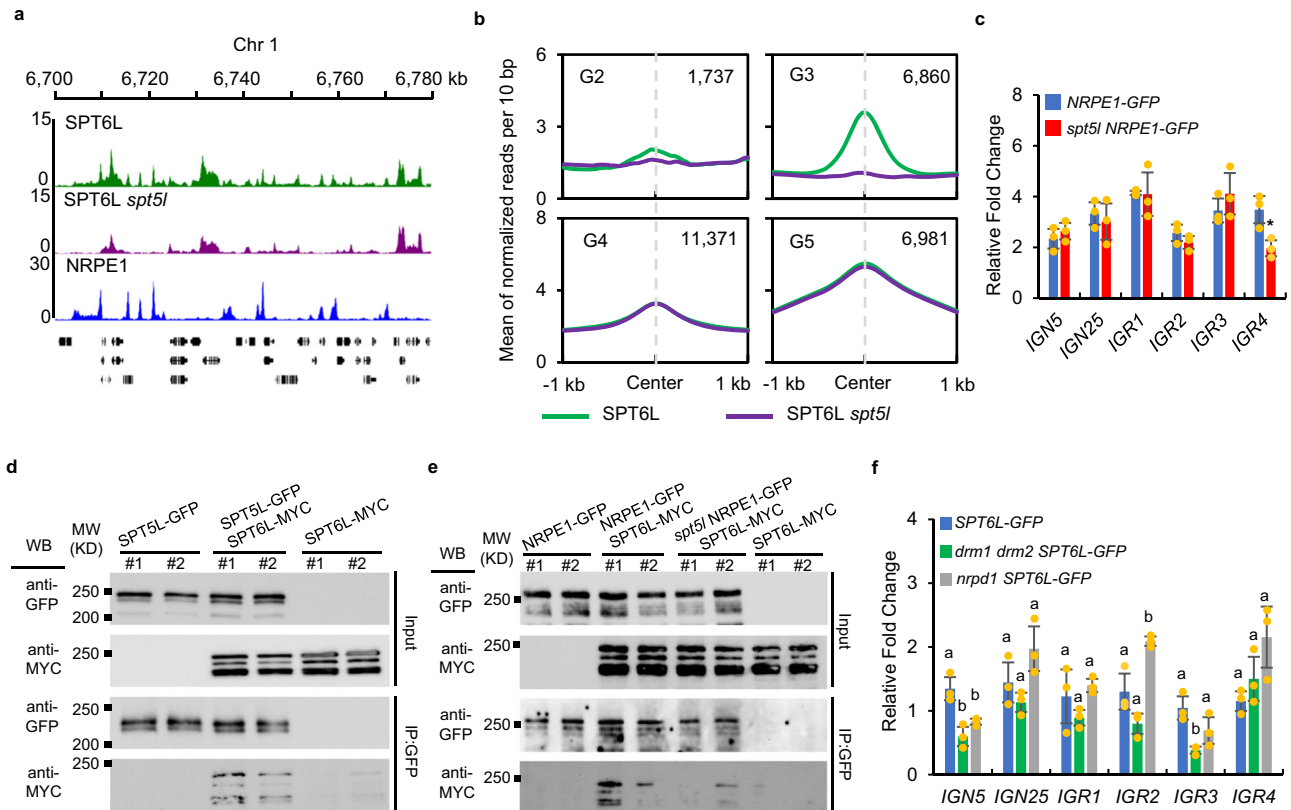 a
Chr 1
6,700 6,720 6,740 6,760 6,780 kb
15
SPT6L
0
15
SPT6L spt5l
0
30
NRPE1
0
b
Mean of normalized reads per 10 bp
6
3
0
G2 1,737
G3 6,860
8
4
0
G4 11,371
G5 6,981
-1 kb Center 1 kb
-1 kb Center 1 kb
SPT6L SPT6L spt5l
c
Relative Fold Change
8
6
4
2
0
NRPE1-GFP
spt5l NRPE1-GFP
*
IGN5 IGN25 IGR1 IGR2 IGR3 IGR4
d
WB
MW
(KD)
SPT5L-GFP
SPT5L-GFP
SPT6L-MYC
SPT6L-MYC
#1 #2 #1 #2 #1 #2
anti-
GFP
250
200
anti-
MYC
250
Input
anti-
GFP
250
200
anti-
MYC
250
IP:GFP
e
WB
MW
(KD)
NRPE1-GFP
NRPE1-GFP
SPT6L-MYC
spt5l NRPE1-GFP
SPT6L-MYC
SPT6L-MYC
#1 #2 #1 #2 #1 #2 #1 #2
anti-
GFP
250
anti-
MYC
250
Input
anti-
GFP
250
anti-
MYC
250
IP:GFP
f
Relative Fold Change
4
3
2
1
0
SPT6L-GFP
drm1 drm2 SPT6L-GFP
nrpd1 SPT6L-GFP
a b b a a a a a a a a b a b a a a a
IGN5 IGN25 IGR1 IGR2 IGR3 IGR4